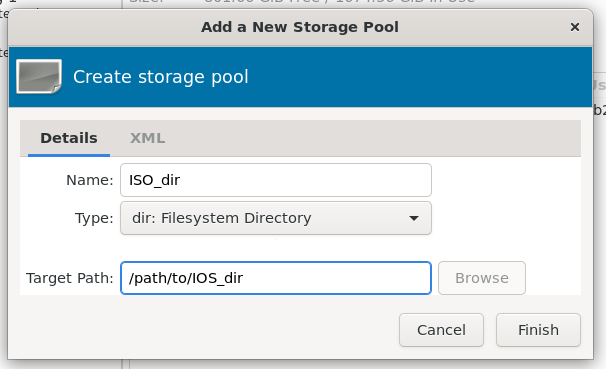 Add a New Storage Pool
Create storage pool
Details XML
Name: ISO_dir
Type: dir: Filesystem Directory
Target Path: /path/to/IOS_dir Browse
Cancel Finish